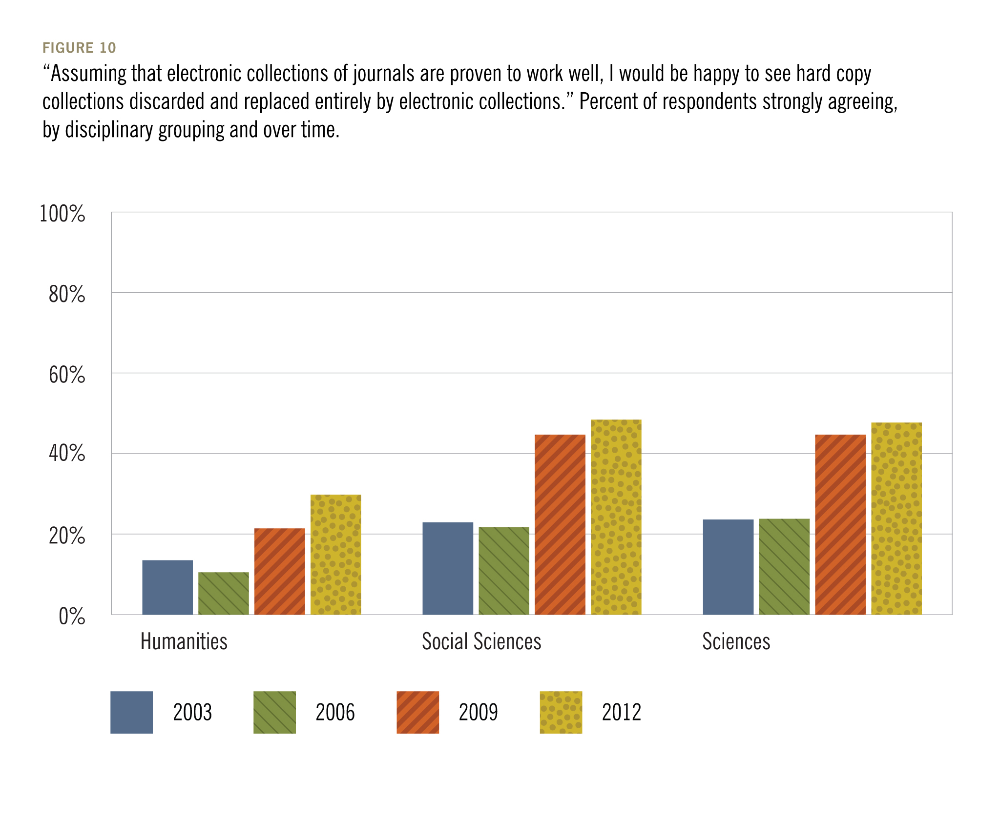 FIGURE 10
“Assuming that electronic collections of journals are proven to work well, I would be happy to see hard copy
collections discarded and replaced entirely by electronic collections.” Percent of respondents strongly agreeing,
by disciplinary grouping and over time.
100%
80%
60%
40%
20%
0%
Humanities Social Sciences Sciences
2003 2006 2009 2012